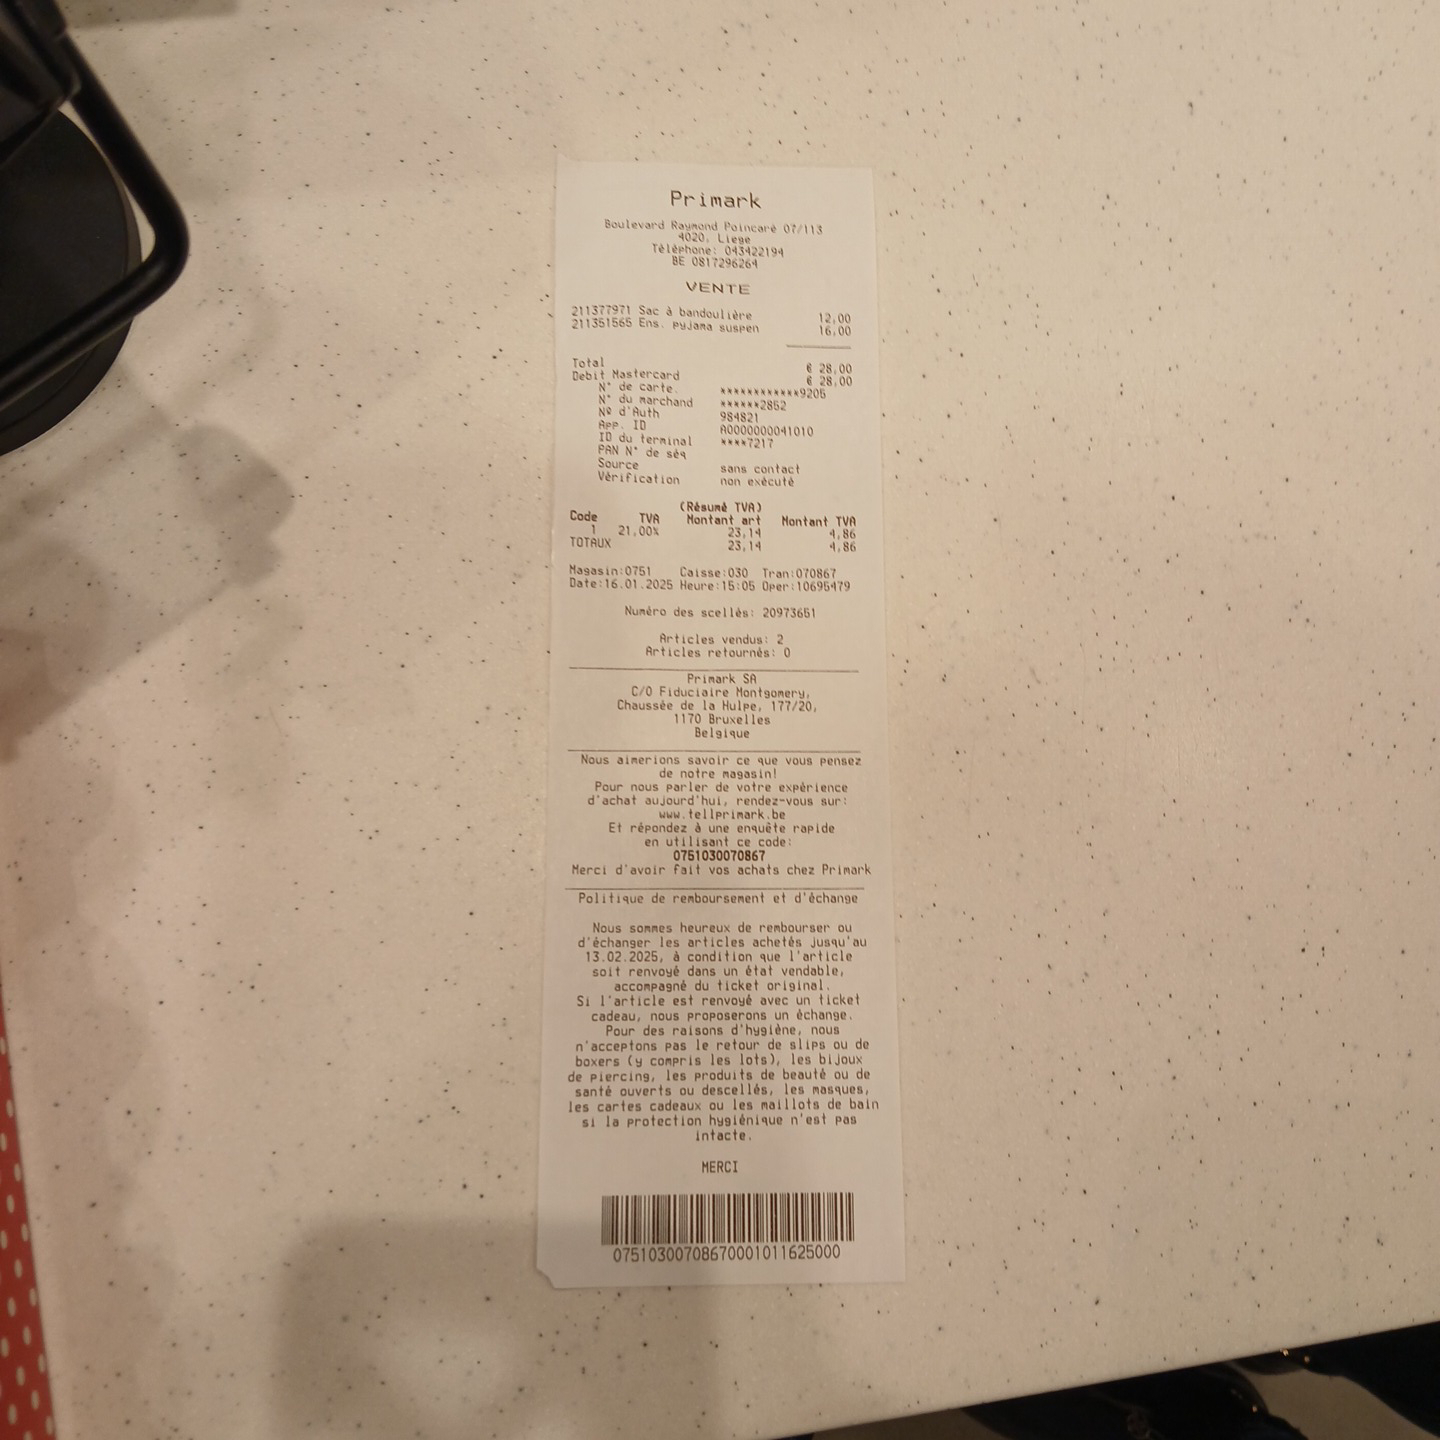 Primark
Boulevard Raymond Poincaré 07/113
4020, Liege
Téléphone: 043422194
BE 0817296264
VENTE
211377971 Sac à bandoulière 12,00
211351565 Ens. pyjama suspen 16,00
Total € 28,00
Debit Mastercard € 28,00
N° de carte. ************9205
N° du marchand ******2852
Nº d'Auth 984821
App. ID A0000000041010
ID du terminal ****7217
PAN N° de séq
Source sans contact
Vérification non exécuté
(Résumé TVA)
Code TVA Montant art Montant TVA
1 21,00% 23,14 4,86
TOTAUX 23,14 4,86
Magasin:0751 Caisse:030 Tran:070867
Date:16.01.2025 Heure:15:05 Oper:10695479
Numéro des scellés: 20973651
Articles vendus: 2
Articles retournés: 0
Primark SA
C/O Fiduciaire Montgomery,
Chaussée de la Hulpe, 177/20,
1170 Bruxelles
Belgique
Nous aimerions savoir ce que vous pensez
de notre magasin!
Pour nous parler de votre expérience
d'achat aujourd'hui, rendez-vous sur:
www.tellprimark.be
Et répondez à une enquête rapide
en utilisant ce code:
0751030070867
Merci d'avoir fait vos achats chez Primark
Politique de remboursement et d'échange
Nous sommes heureux de rembourser ou
d'échanger les articles achetés jusqu'au
13.02.2025, à condition que l'article
soit renvoyé dans un état vendable,
accompagné du ticket original.
Si l'article est renvoyé avec un ticket
cadeau, nous proposerons un échange.
Pour des raisons d'hygiène, nous
n'acceptons pas le retour de slips ou de
boxers (y compris les lots), les bijoux
de piercing, les produits de beauté ou de
santé ouverts ou descellés, les masques,
les cartes cadeaux ou les maillots de bain
si la protection hygiénique n'est pas
intacte.
MERCI
07510300708670001011625000